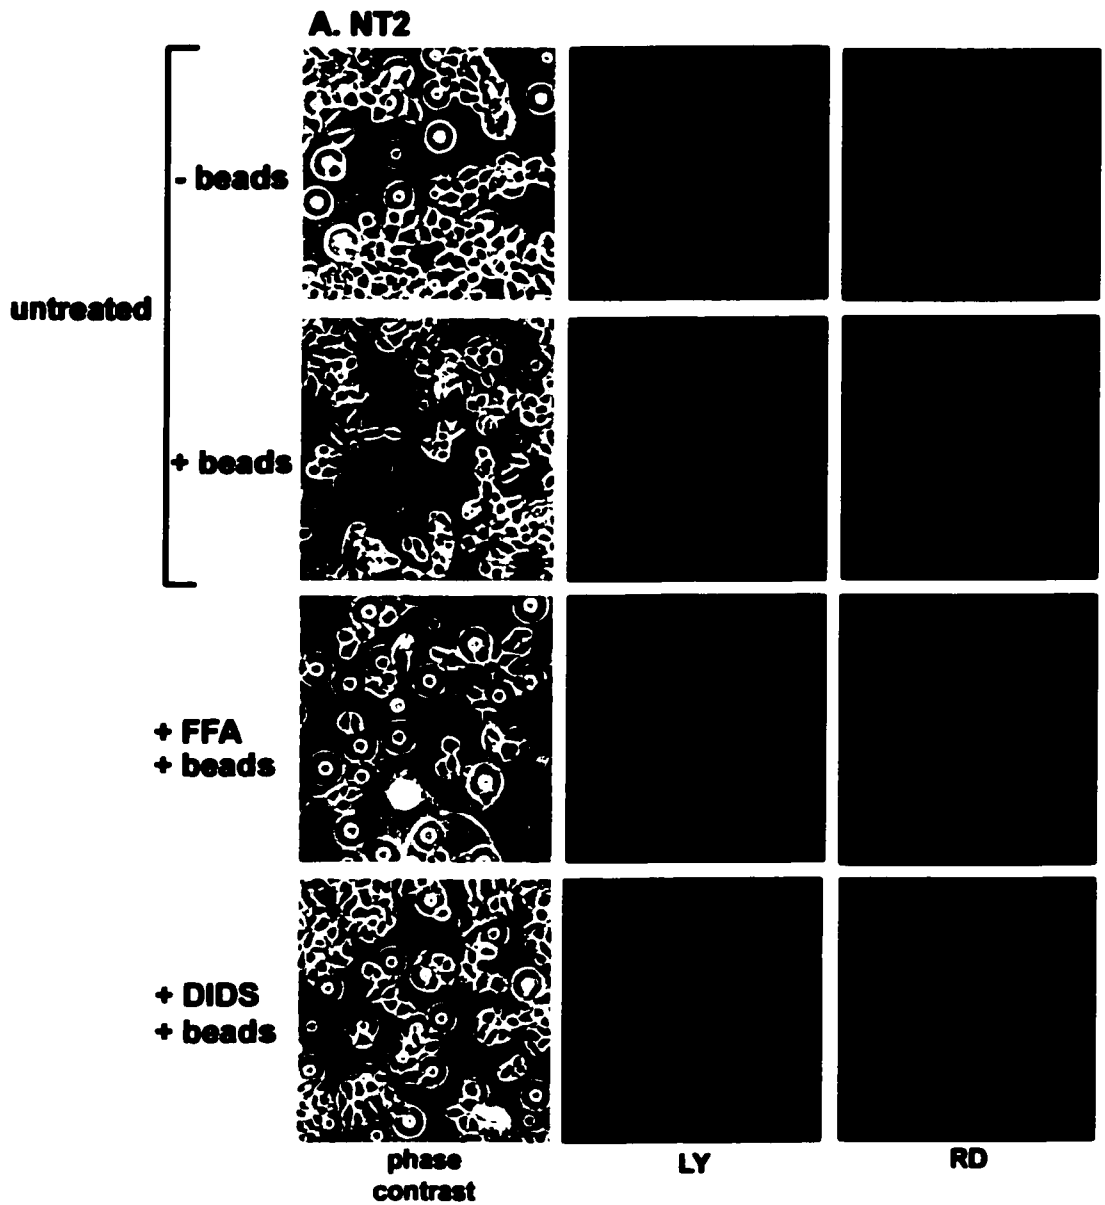 A. NT2
- beads
untreated
+ beads
+ FFA
+ beads
+ DIDS
+ beads
phase
contrast
LY
RD